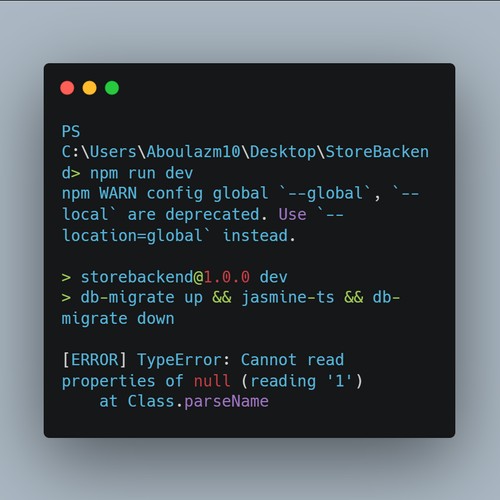 PS
C:\Users\Aboulazm10\Desktop\StoreBacken
d> npm run dev
npm WARN config global `--global`, `--
local` are deprecated. Use `--
location=global` instead.
> storebackend@1.0.0 dev
> db-migrate up && jasmine-ts && db-
migrate down
[ERROR] TypeError: Cannot read
properties of null (reading '1')
at Class.parseName